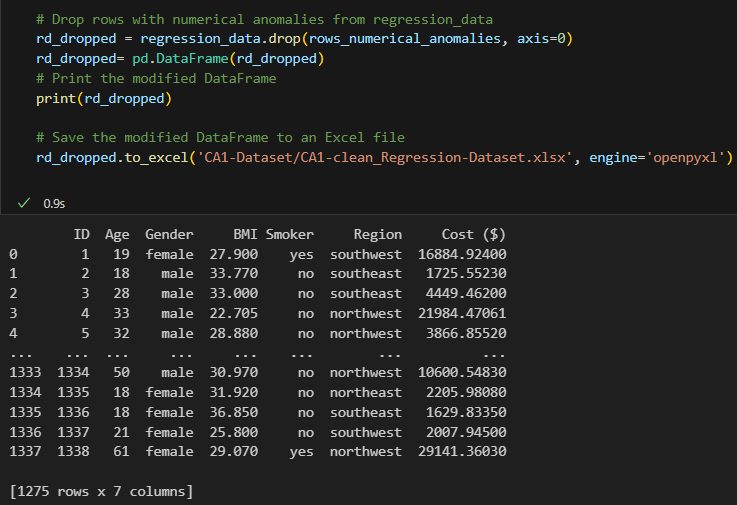 # Drop rows with numerical anomalies from regression_data
rd_dropped = regression_data.drop(rows_numerical_anomalies, axis=0)
rd_dropped= pd.DataFrame(rd_dropped)
# Print the modified DataFrame
print(rd_dropped)
# Save the modified DataFrame to an Excel file
rd_dropped.to_excel('CA1-Dataset/CA1-clean_Regression-Dataset.xlsx', engine='openpyxl')
✓ 0.9s
ID Age Gender BMI Smoker Region Cost ($)
0 1 19 female 27.900 yes southwest 16884.92400
1 2 18 male 33.770 no southeast 1725.55230
2 3 28 male 33.000 no southeast 4449.46200
3 4 33 male 22.705 no northwest 21984.47061
4 5 32 male 28.880 no northwest 3866.85520
... ... ... ... ... ... ... ...
1333 1334 50 male 30.970 no northwest 10600.54830
1334 1335 18 female 31.920 no northeast 2205.98080
1335 1336 18 female 36.850 no southeast 1629.83350
1336 1337 21 female 25.800 no southwest 2007.94500
1337 1338 61 female 29.070 yes northwest 29141.36030
[1275 rows x 7 columns]